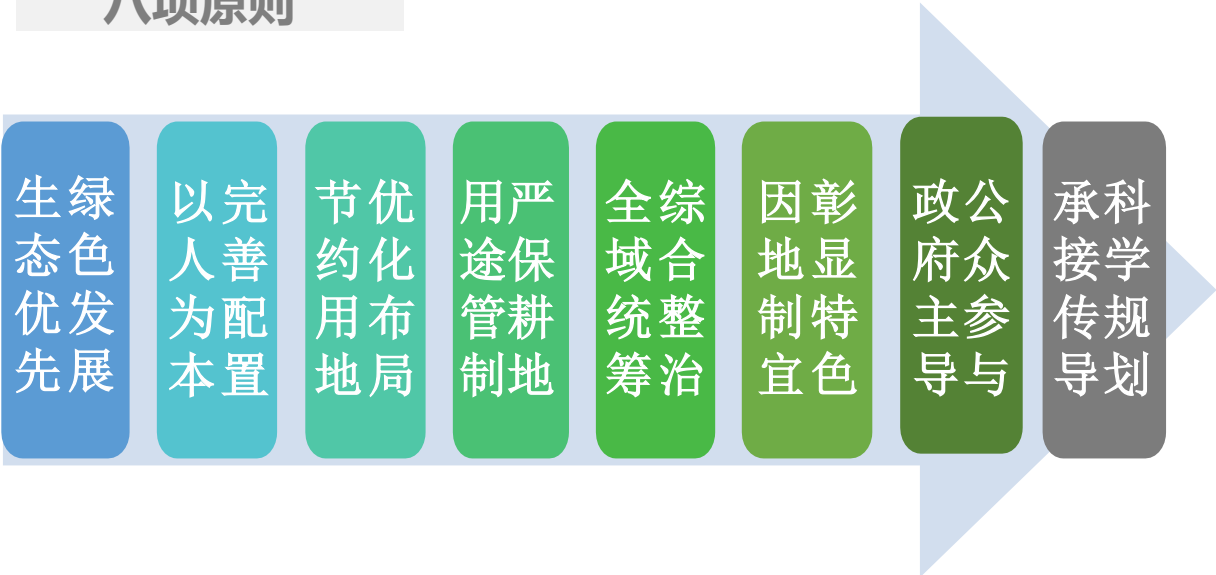 八项原则
生态优先
绿色发展
以人为本
完善配置
节约用地
优化布局
用途管制
严保耕地
全域统筹
综合整治
因地制宜
彰显特色
政府主导
公众参与
承接传导
科学规划